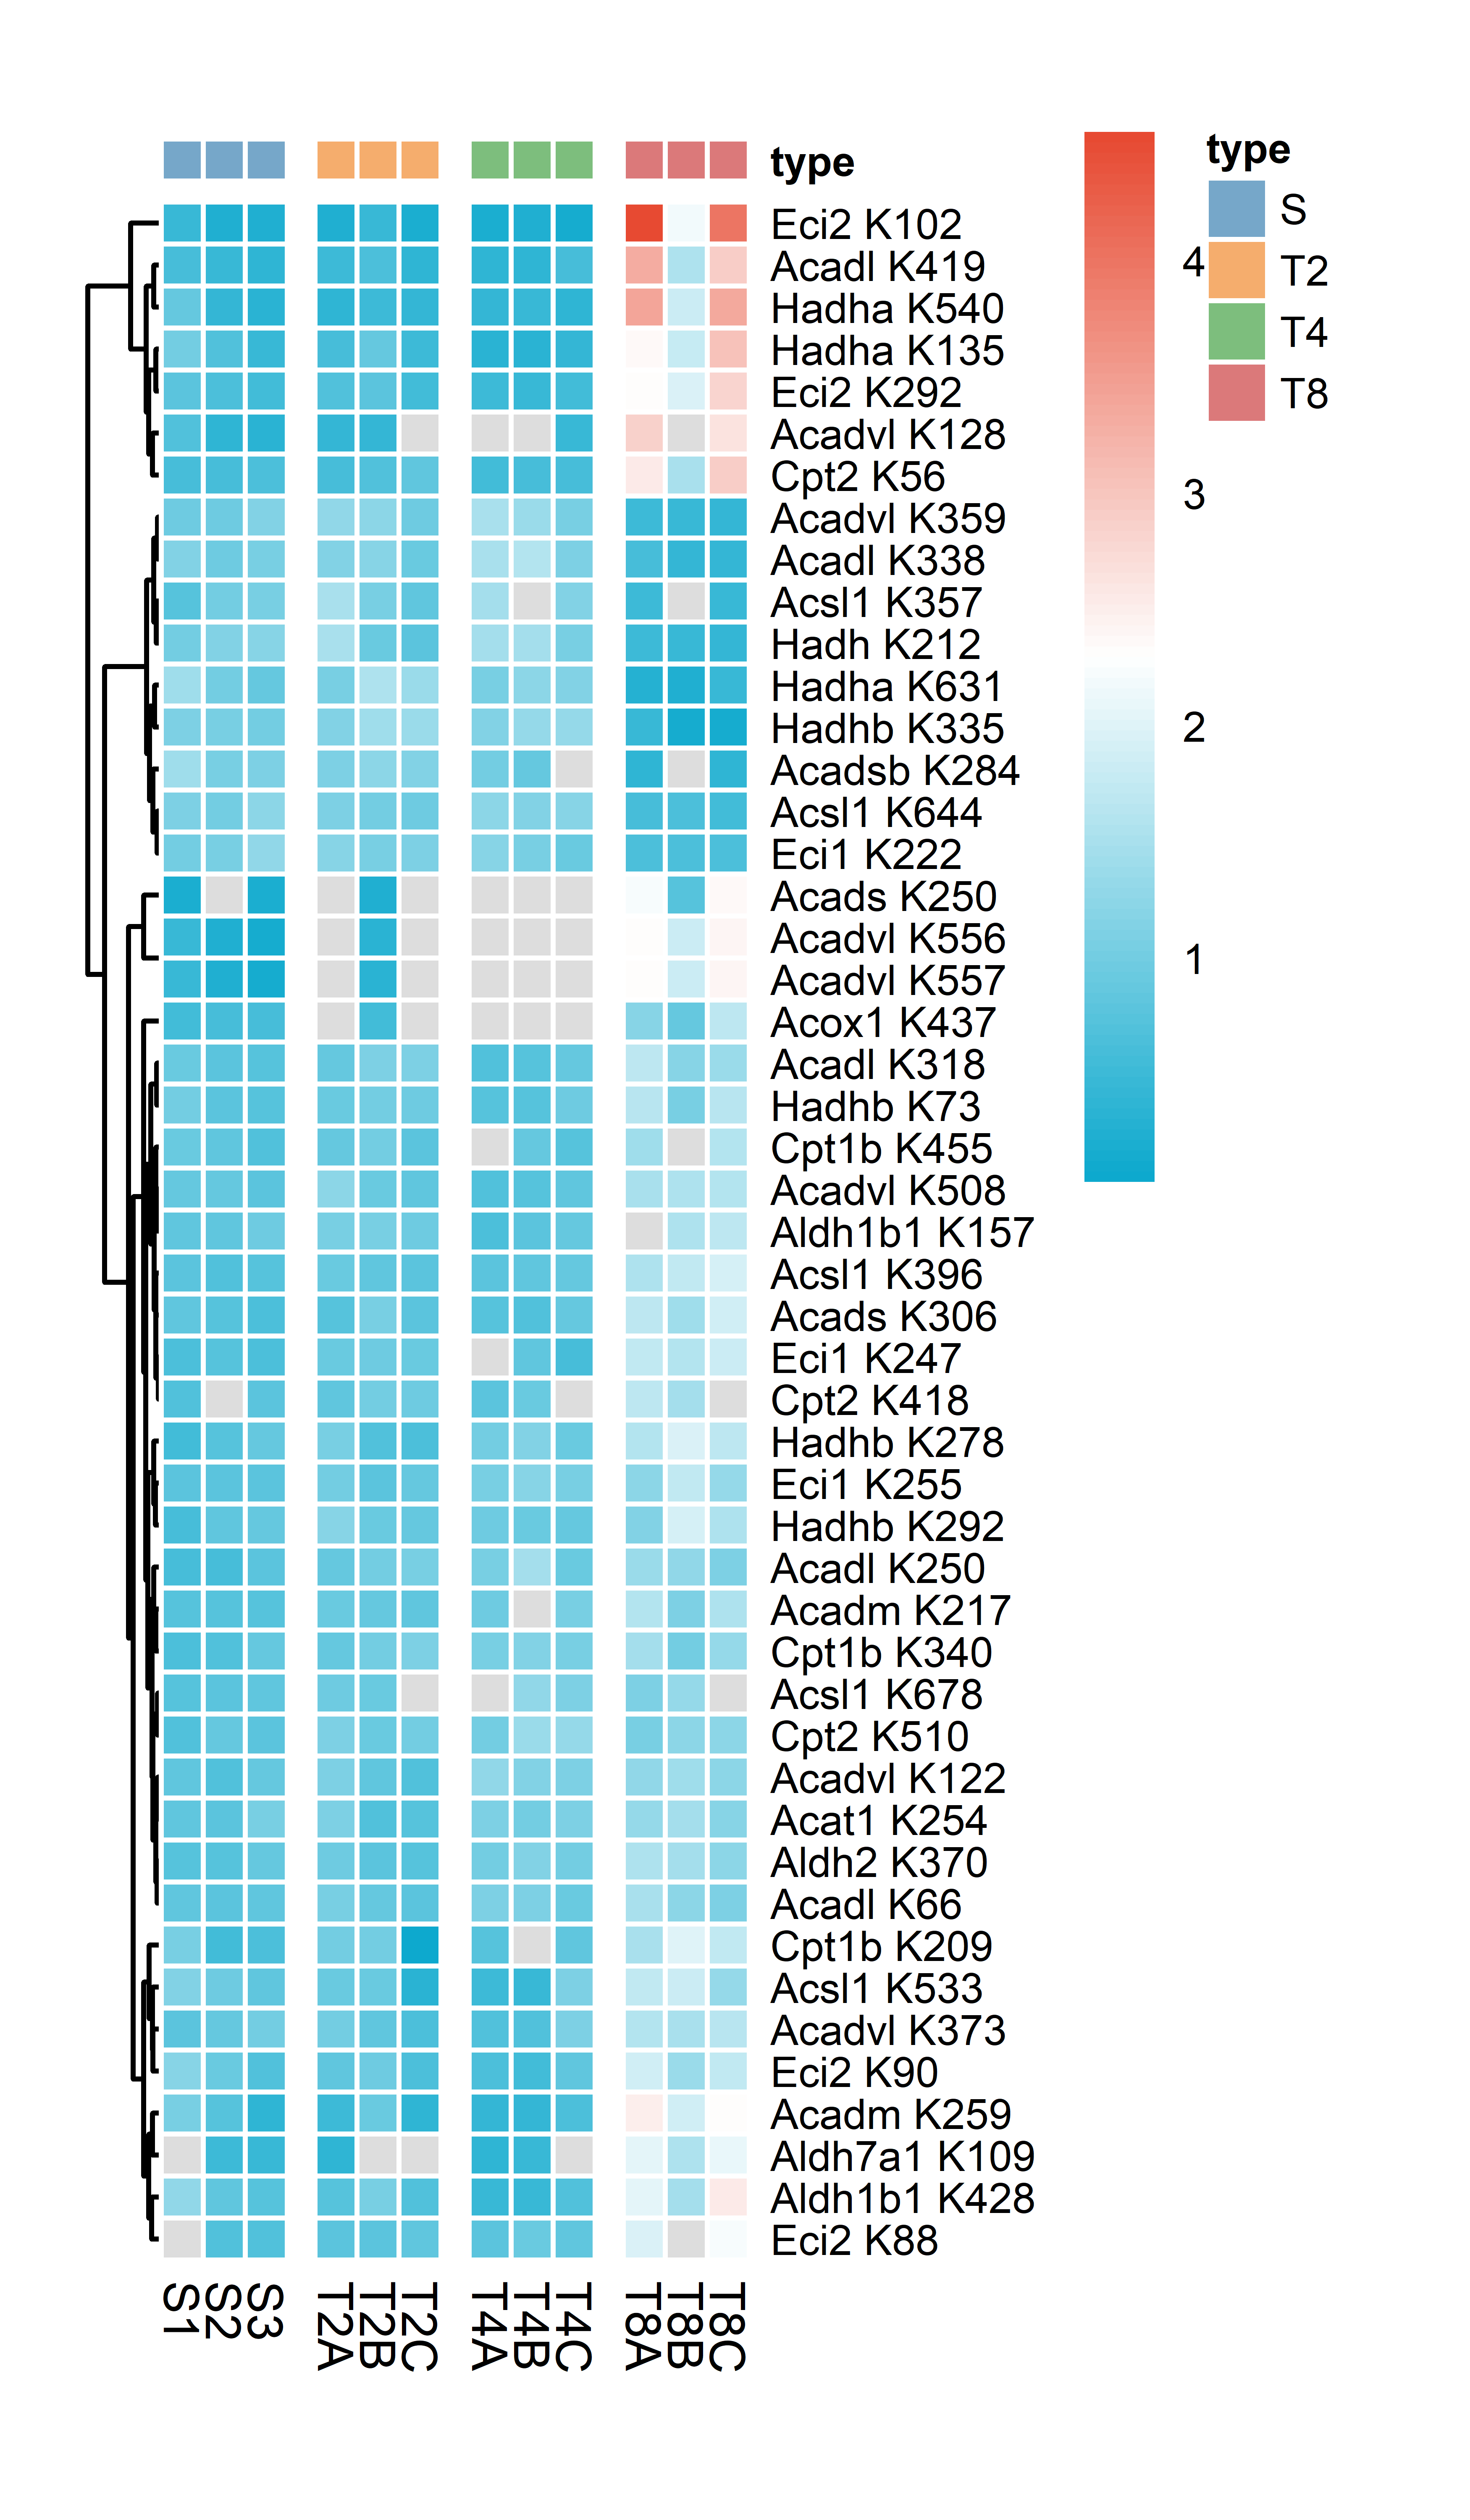 type
type
S
T2
T4
T8
4
3
2
1
Eci2 K102
Acadl K419
Hadha K540
Hadha K135
Eci2 K292
Acadvl K128
Cpt2 K56
Acadvl K359
Acadl K338
Acsl1 K357
Hadh K212
Hadha K631
Hadhb K335
Acadsb K284
Acsl1 K644
Eci1 K222
Acads K250
Acadvl K556
Acadvl K557
Acox1 K437
Acadl K318
Hadhb K73
Cpt1b K455
Acadvl K508
Aldh1b1 K157
Acsl1 K396
Acads K306
Eci1 K247
Cpt2 K418
Hadhb K278
Eci1 K255
Hadhb K292
Acadl K250
Acadm K217
Cpt1b K340
Acsl1 K678
Cpt2 K510
Acadvl K122
Acat1 K254
Aldh2 K370
Acadl K66
Cpt1b K209
Acsl1 K533
Acadvl K373
Eci2 K90
Acadm K259
Aldh7a1 K109
Aldh1b1 K428
Eci2 K88
S1
S2
S3
T2A
T2B
T2C
T4A
T4B
T4C
T8A
T8B
T8C